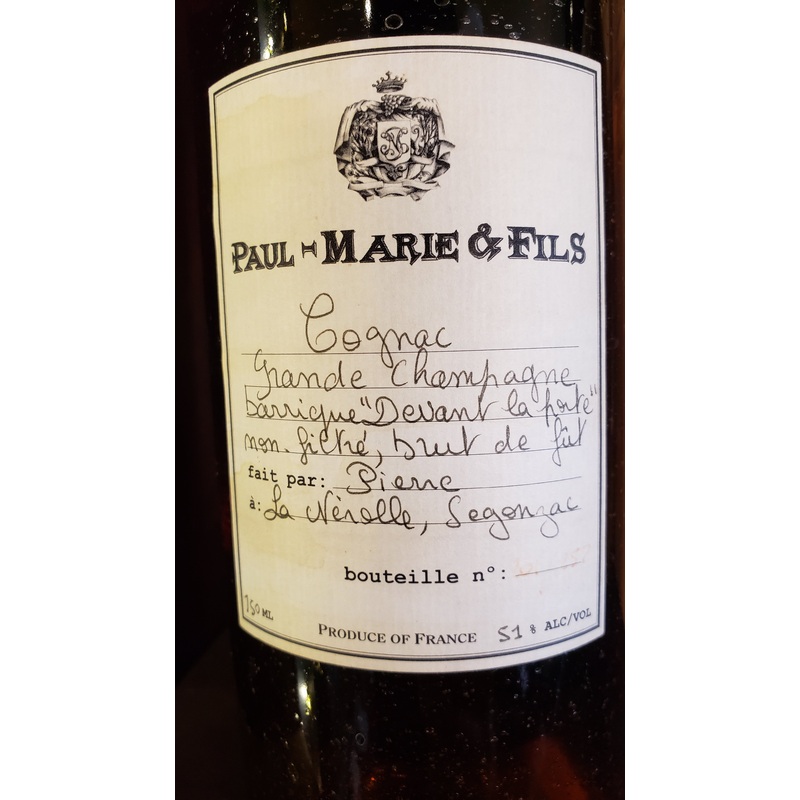 PAUL-MARIE & FILS
Cognac
Grande Champagne
barrique "Devant la porte"
non-filtré, brut de fût
fait par: Pierre
à: La Nérolle, Segonzac
bouteille n°:
750 ML
PRODUCE OF FRANCE
51 % ALC/VOL